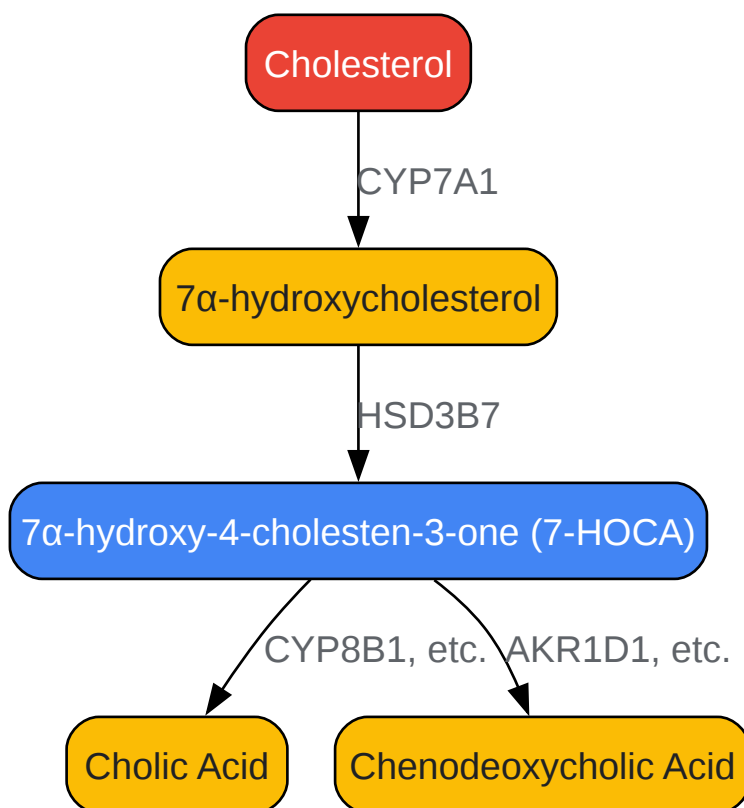 Cholesterol
CYP7A1
7α-hydroxycholesterol
HSD3B7
7α-hydroxy-4-cholesten-3-one (7-HOCA)
CYP8B1, etc. AKR1D1, etc.
Cholic Acid Chenodeoxycholic Acid